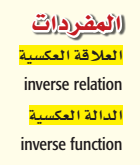 المفردات
العلاقة العكسية
inverse relation
الدالة العكسية
inverse function